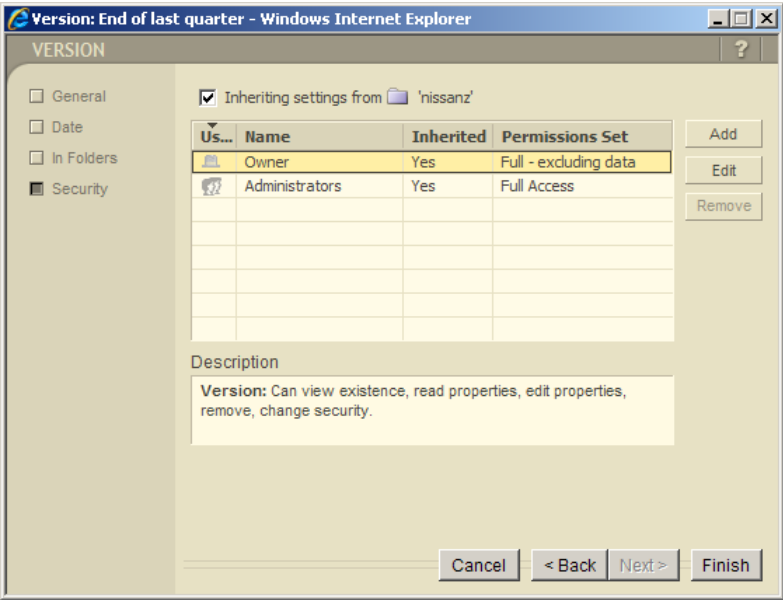 Version: End of last quarter - Windows Internet Explorer
VERSION
?
General
Date
In Folders
Security
Inheriting settings from 'nissanz'
Us... Name Inherited Permissions Set
Owner Yes Full - excluding data
Administrators Yes Full Access
Add
Edit
Remove
Description
Version: Can view existence, read properties, edit properties,
remove, change security.
Cancel < Back Next > Finish